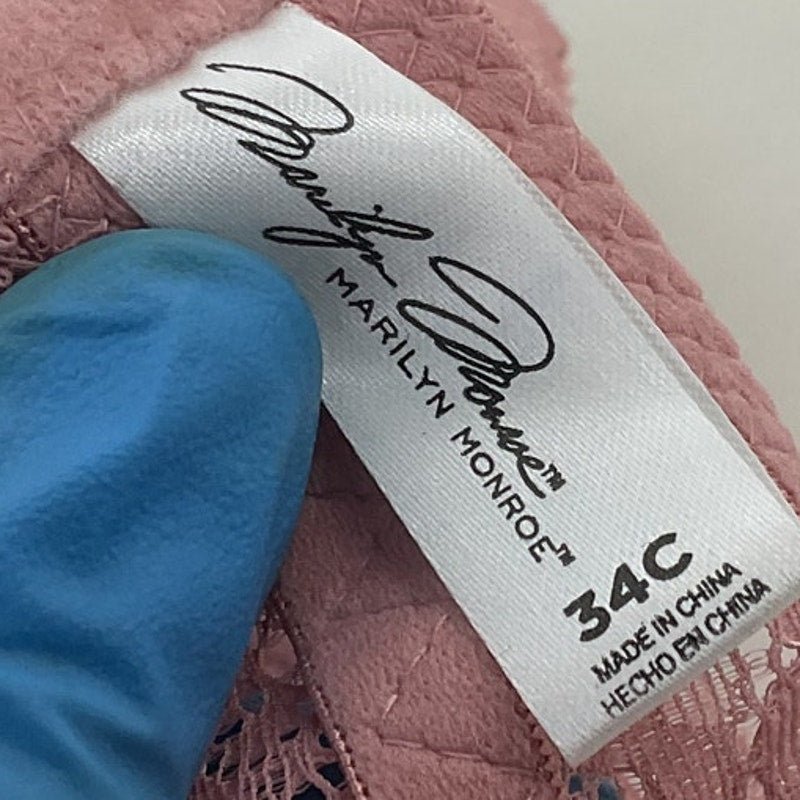 Marilyn Monroe™
MARILYN MONROE™
34C
MADE IN CHINA
HECHO EN CHINA